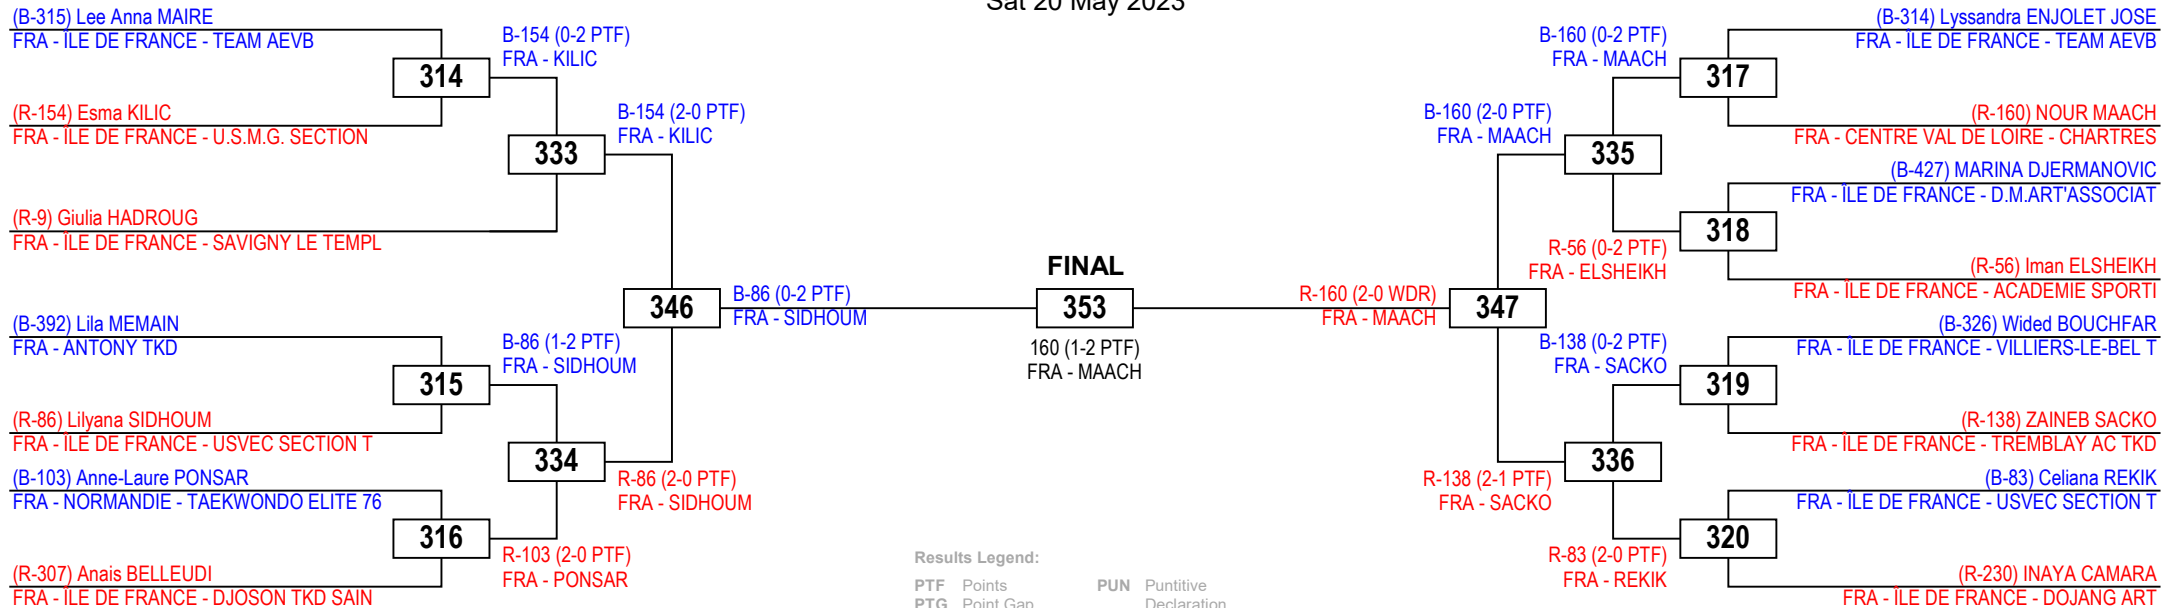 Sat 20 May 2023
(B-315) Lee Anna MAIRE
FRA - ÎLE DE FRANCE - TEAM AEVB
314
(R-154) Esma KILIC
FRA - ÎLE DE FRANCE - U.S.M.G. SECTION
B-154 (0-2 PTF)
FRA - KILIC
333
(R-9) Giulia HADROUG
FRA - ÎLE DE FRANCE - SAVIGNY LE TEMPL
B-154 (2-0 PTF)
FRA - KILIC
346
(B-392) Lila MEMAIN
FRA - ANTONY TKD
315
(R-86) Lilyana SIDHOUM
FRA - ÎLE DE FRANCE - USVEC SECTION T
B-86 (1-2 PTF)
FRA - SIDHOUM
334
(B-103) Anne-Laure PONSAR
FRA - NORMANDIE - TAEKWONDO ELITE 76
316
(R-307) Anais BELLEUDI
FRA - ÎLE DE FRANCE - DJOSON TKD SAIN
R-103 (2-0 PTF)
FRA - PONSAR
R-86 (2-0 PTF)
FRA - SIDHOUM
B-86 (0-2 PTF)
FRA - SIDHOUM
FINAL
353
160 (1-2 PTF)
FRA - MAACH
R-160 (2-0 WDR)
FRA - MAACH
347
B-160 (2-0 PTF)
FRA - MAACH
335
B-160 (0-2 PTF)
FRA - MAACH
317
(B-314) Lyssandra ENJOLET JOSE
FRA - ÎLE DE FRANCE - TEAM AEVB
(R-160) NOUR MAACH
FRA - CENTRE VAL DE LOIRE - CHARTRES
(B-427) MARINA DJERMANOVIC
FRA - ÎLE DE FRANCE - D.M.ART'ASSOCIAT
318
R-56 (0-2 PTF)
FRA - ELSHEIKH
(R-56) Iman ELSHEIKH
FRA - ÎLE DE FRANCE - ACADEMIE SPORTI
(B-326) Wided BOUCHFAR
FRA - ÎLE DE FRANCE - VILLIERS-LE-BEL T
B-138 (0-2 PTF)
FRA - SACKO
319
(R-138) ZAINEB SACKO
FRA - ÎLE DE FRANCE - TREMBLAY AC TKD
336
R-138 (2-1 PTF)
FRA - SACKO
(B-83) Celiana REKIK
FRA - ÎLE DE FRANCE - USVEC SECTION T
320
R-83 (2-0 PTF)
FRA - REKIK
(R-230) INAYA CAMARA
FRA - ÎLE DE FRANCE - DOJANG ART
Results Legend:
PTF Points PUN Puntitive
PTG Point Gap Declaration